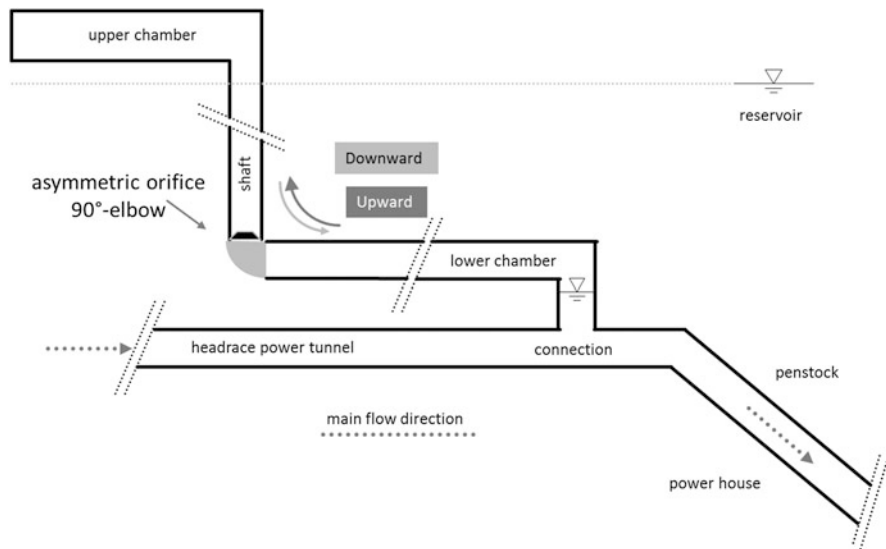 upper chamber
reservoir
Downward
shaft
asymmetric orifice
90°-elbow
Upward
lower chamber
headrace power tunnel
connection
penstock
main flow direction
power house